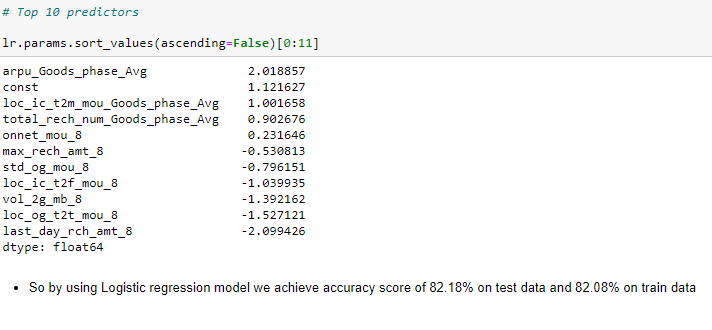 # Top 10 predictors
lr.params.sort_values(ascending=False)[0:11]
arpu_Goods_phase_Avg 2.018857
const 1.121627
loc_ic_t2m_mou_Goods_phase_Avg 1.001658
total_rech_num_Goods_phase_Avg 0.902676
onnet_mou_8 0.231646
max_rech_amt_8 -0.530813
std_og_mou_8 -0.796151
loc_ic_t2f_mou_8 -1.039935
vol_2g_mb_8 -1.392162
loc_og_t2t_mou_8 -1.527121
last_day_rch_amt_8 -2.099426
dtype: float64
• So by using Logistic regression model we achieve accuracy score of 82.18% on test data and 82.08% on train data